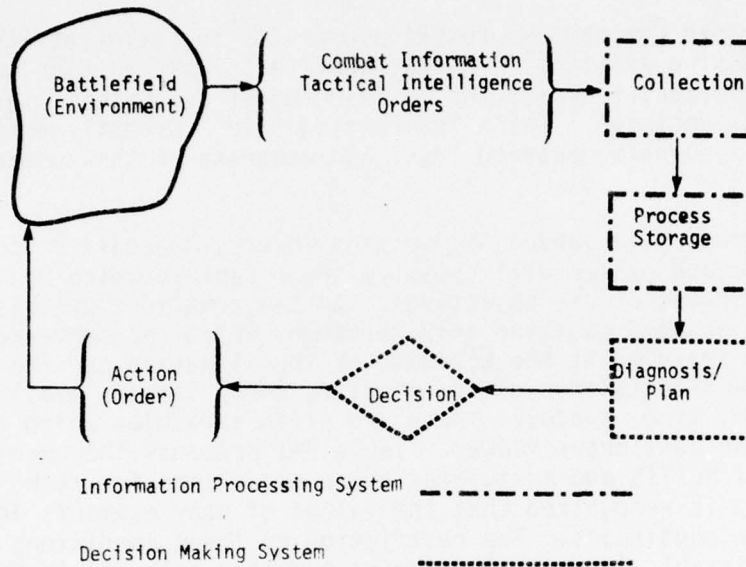 Battlefield
(Environment)
Combat Information
Tactical Intelligence
Orders
Collection
Process
Storage
Diagnosis/
Plan
Decision
Action
(Order)
Information Processing System
Decision Making System